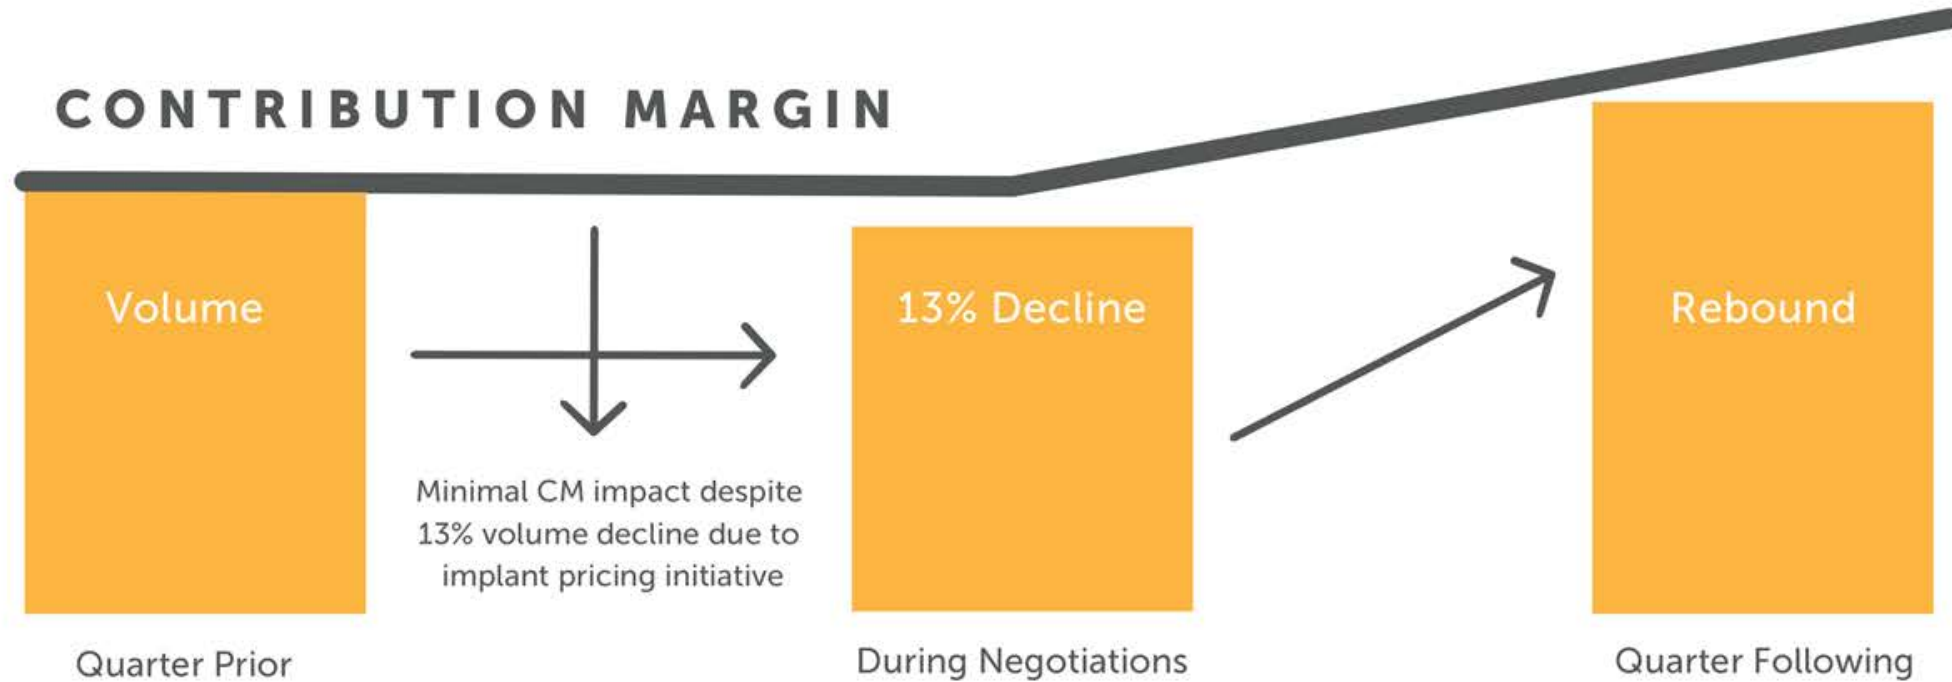 CONTRIBUTION MARGIN
Volume
13% Decline
Rebound
Minimal CM impact despite
13% volume decline due to
implant pricing initiative
Quarter Prior
During Negotiations
Quarter Following